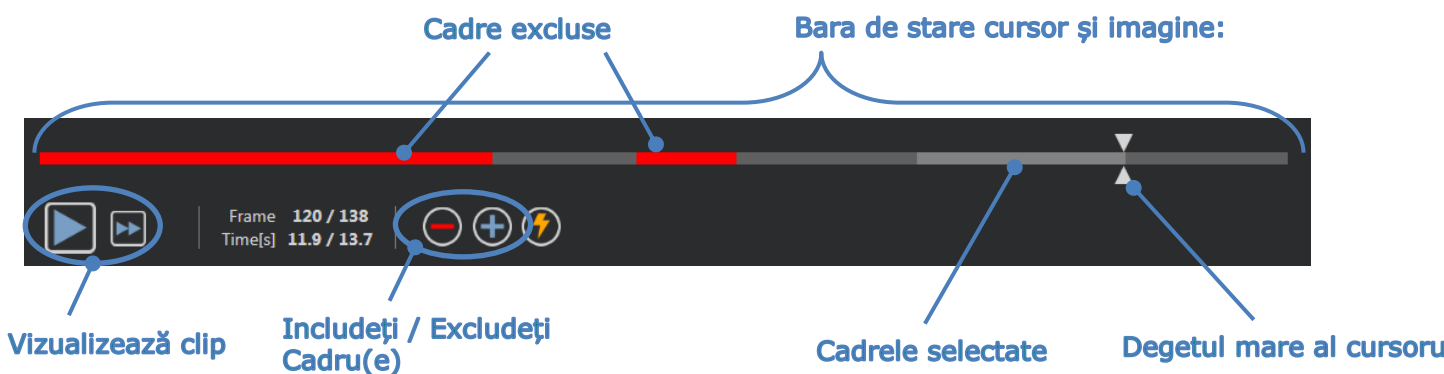 Cadre excluse
Bara de stare cursor și imagine:
Frame 120 / 138
Time[s] 11.9 / 13.7
Vizualizează clip
Includeți / Excludeți
Cadru(e)
Cadrele selectate
Degetul mare al cursoru